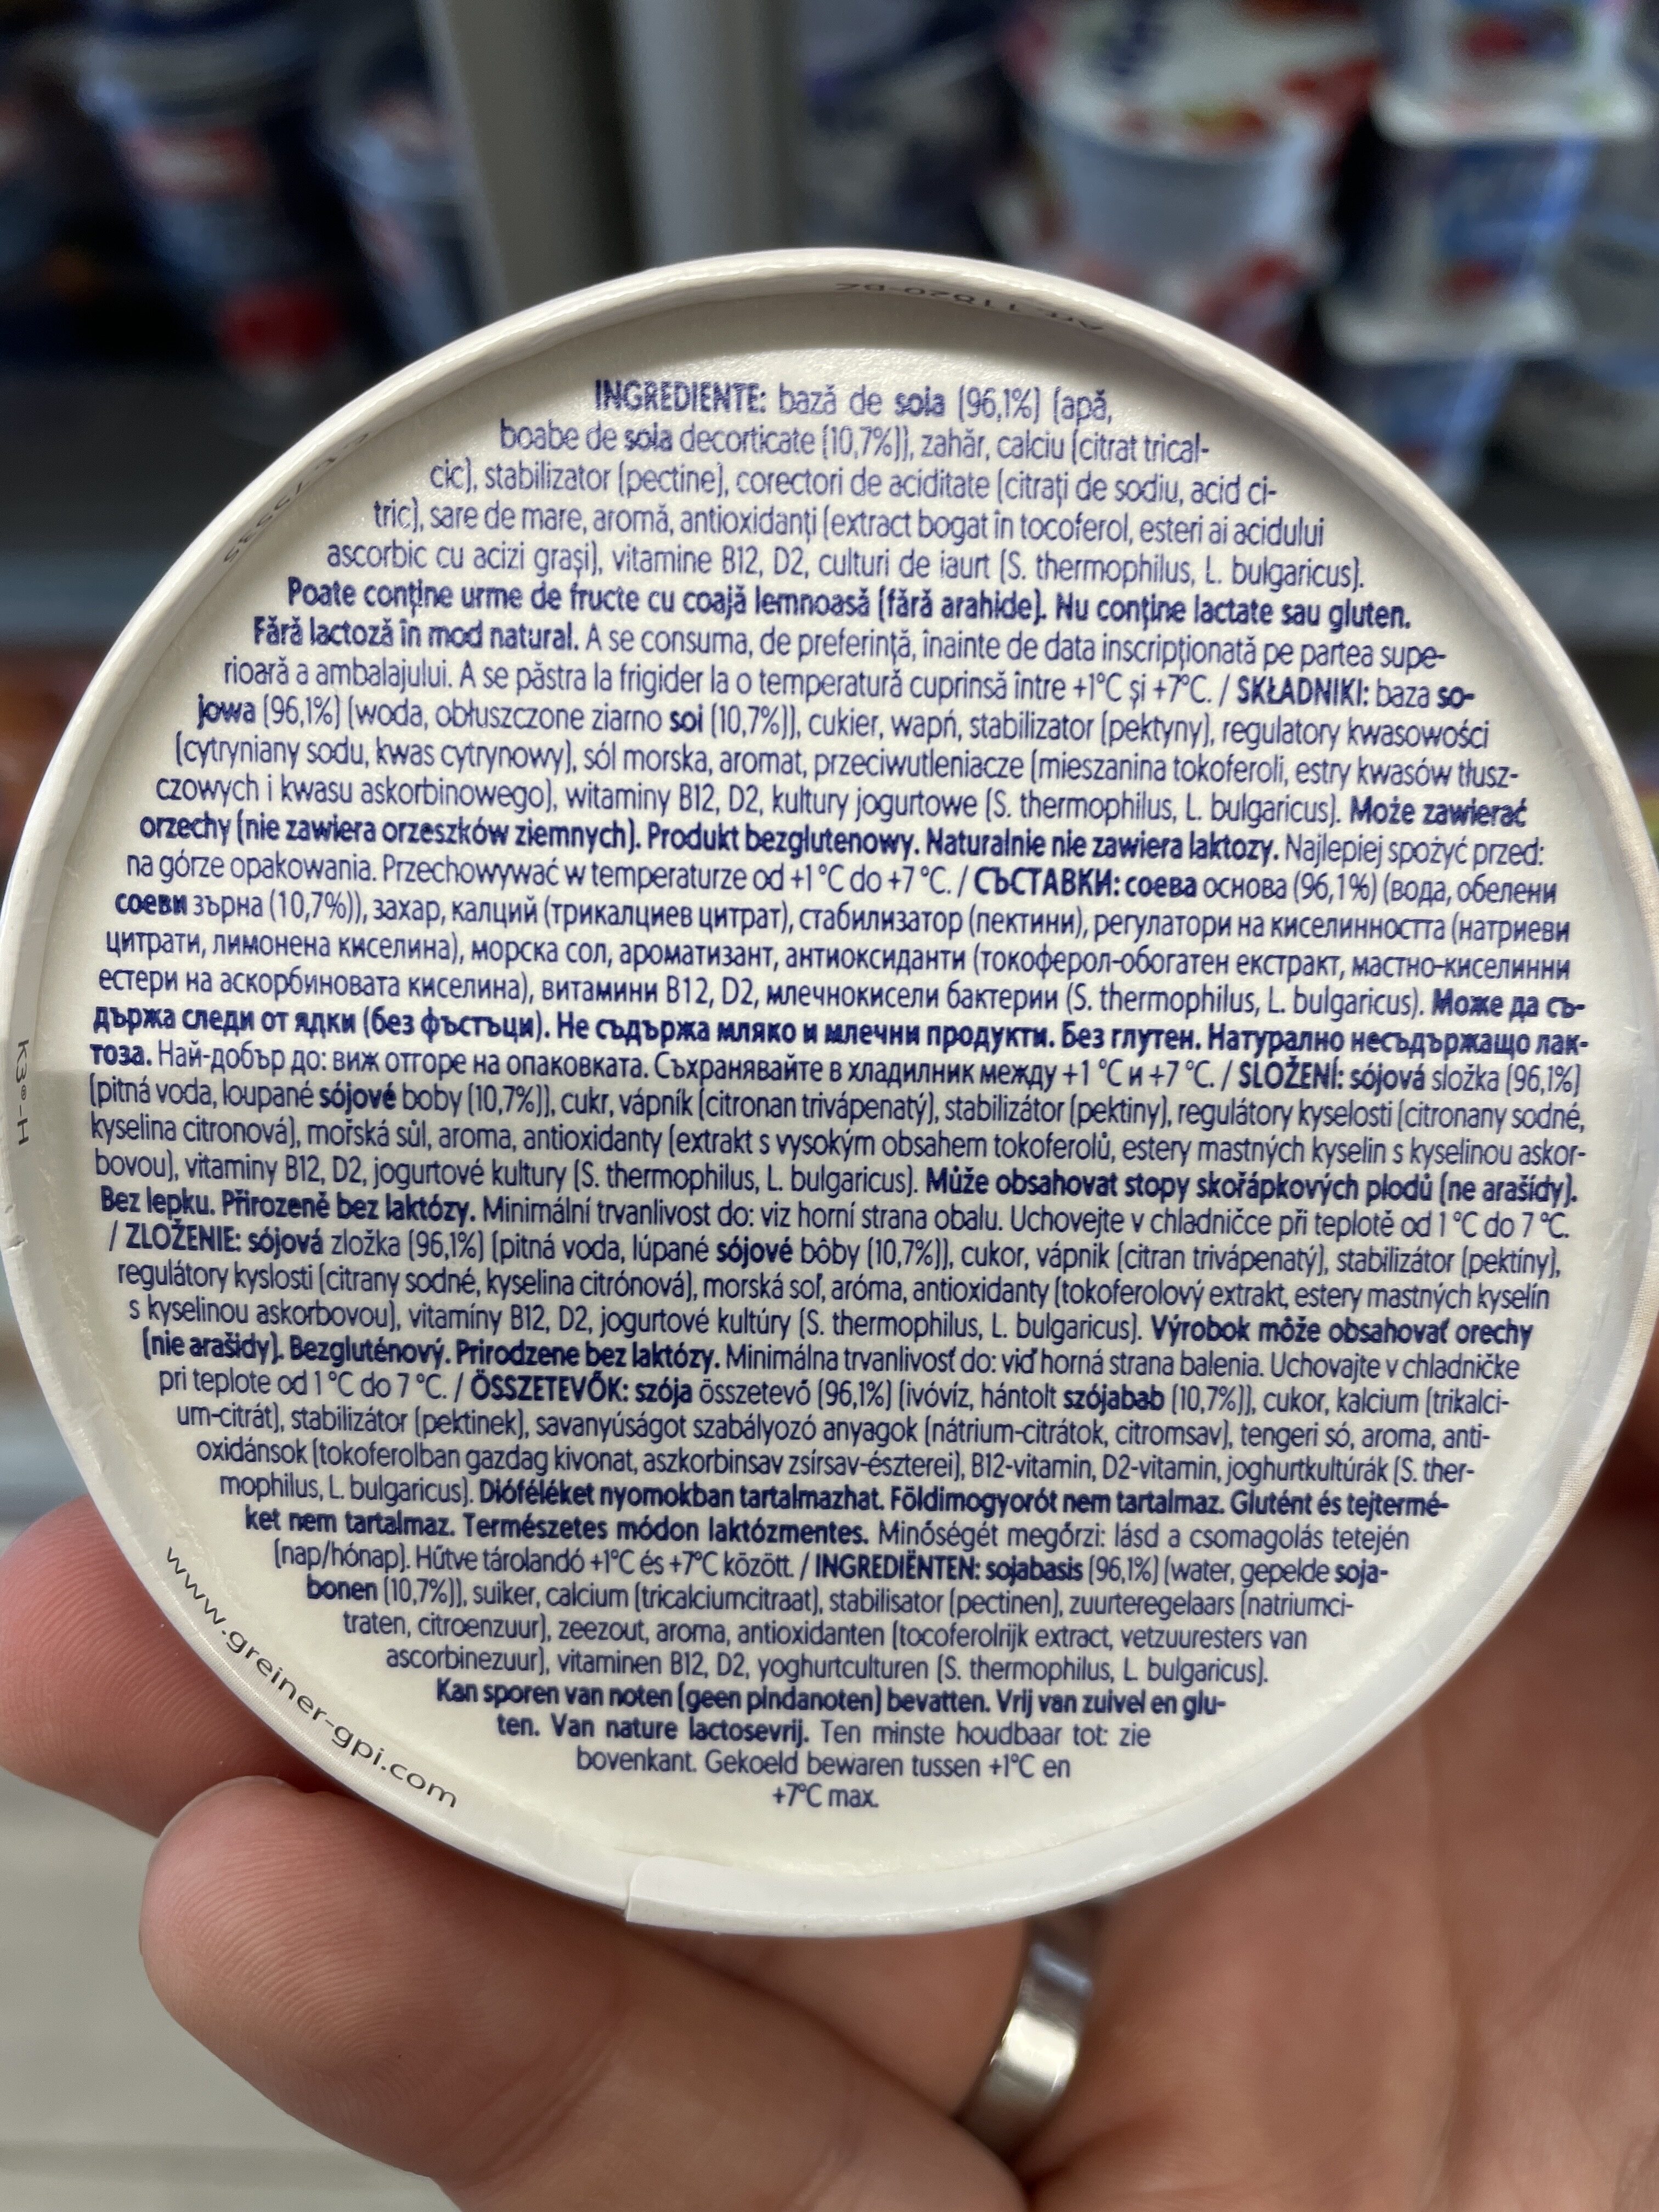 INGREDIENTE: bază de soia (96,1%) (apă,
boabe de soia decorticate (10,7%)), zahăr, calciu (citrat trical-
cic), stabilizator (pectine), corectori de aciditate (citrați de sodiu, acid ci-
tric), sare de mare, aromă, antioxidanți (extract bogat în tocoferol, esteri ai acidului
ascorbic cu acizi grași), vitamine B12, D2, culturi de iaurt (S. thermophilus, L. bulgaricus).
Poate conține urme de fructe cu coajă lemnoasă (fără arahide). Nu conține lactate sau gluten.
Fără lactoză în mod natural. A se consuma, de preferință, înainte de data inscripționată pe partea supe-
rioară a ambalajului. A se păstra la frigider la o temperatură cuprinsă între +1°C și +7°C. / SKŁADNIKI: baza so-
jowa (96,1%) (woda, obłuszczone ziarno soi (10,7%)), cukier, wapń, stabilizator (pektyny), regulatory kwasowości
(cytryniany sodu, kwas cytrynowy), sól morska, aromat, przeciwutleniacze (mieszanina tokoferoli, estry kwasów tłusz-
czowych i kwasu askorbinowego), witaminy B12, D2, kultury jogurtowe (S. thermophilus, L. bulgaricus). Może zawierać
orzechy (nie zawiera orzeszków ziemnych). Produkt bezglutenowy. Naturalnie nie zawiera laktozy. Najlepiej spożyć przed:
na górze opakowania. Przechowywać w temperaturze od +1 °C do +7 °C. / СЪСТАВКИ: соева основа (96,1%) (вода, обелени
соеви зърна (10,7%)), захар, калций (трикалциев цитрат), стабилизатор (пектини), регулатори на киселинността (натриеви
цитрати, лимонена киселина), морска сол, ароматизант, антиоксиданти (токоферол-обогатен екстракт, мастно-киселинни
естери на аскорбиновата киселина), витамини B12, D2, млечнокисели бактерии (S. thermophilus, L. bulgaricus). Може да съ-
държа следи от ядки (без фъстъци). Не съдържа мляко и млечни продукти. Без глутен. Натурално несъдържащо лак-
тоза. Най-добър до: виж отгоре на опаковката. Съхранявайте в хладилник между +1 °C и +7 °C. / SLOŽENÍ: sójová složka (96,1%)
(pitná voda, loupané sójové boby (10,7%)), cukr, vápník (citronan trivápenatý), stabilizátor (pektiny), regulátory kyselosti (citronany sodné,
kyselina citronová), mořská sůl, aroma, antioxidanty (extrakt s vysokým obsahem tokoferolů, estery mastných kyselin s kyselinou askor-
bovou), vitaminy B12, D2, jogurtové kultury (S. thermophilus, L. bulgaricus). Může obsahovat stopy skořápkových plodů (ne arašídy).
Bez lepku. Přirozeně bez laktózy. Minimální trvanlivost do: viz horní strana obalu. Uchovejte v chladničce při teplotě od 1 °C do 7 °C.
/ ZLOŽENIE: sójová zložka (96,1%) (pitná voda, lúpané sójové bôby (10,7%)), cukor, vápnik (citran trivápenatý), stabilizátor (pektíny),
regulátory kyslosti (citrany sodné, kyselina citrónová), morská soľ, aróma, antioxidanty (tokoferolový extrakt, estery mastných kyselín
s kyselinou askorbovou), vitamíny B12, D2, jogurtové kultúry (S. thermophilus, L. bulgaricus). Výrobok môže obsahovať orechy
(nie arašidy). Bezgluténový. Prirodzene bez laktózy. Minimálna trvanlivosť do: viď horná strana balenia. Uchovajte v chladničke
pri teplote od 1 °C do 7 °C. / ÖSSZETEVŐK: szója összetevő (96,1%) (ivóvíz, hántolt szójabab (10,7%)), cukor, kalcium (trikalci-
um-citrát), stabilizátor (pektinek), savanyúságot szabályozó anyagok (nátrium-citrátok, citromsav), tengeri só, aroma, anti-
oxidánsok (tokoferolban gazdag kivonat, aszkorbinsav zsírsav-észterei), B12-vitamin, D2-vitamin, joghurtkultúrák (S. ther-
mophilus, L. bulgaricus). Dióféléket nyomokban tartalmazhat. Földimogyorót nem tartalmaz. Glutént és tejtermé-
ket nem tartalmaz. Természetes módon laktózmentes. Minőségét megőrzi: lásd a csomagolás tetején
(nap/hónap). Hűtve tárolandó +1°C és +7°C között. / INGREDIËNTEN: sojabasis (96,1%) (water, gepelde soja-
bonen (10,7%)), suiker, calcium (tricalciumcitraat), stabilisator (pectinen), zuurteregelaars (natriumci-
traten, citroenzuur), zeezout, aroma, antioxidanten (tocoferolrijk extract, vetzuuresters van
ascorbinezuur), vitaminen B12, D2, yoghurtculturen (S. thermophilus, L. bulgaricus).
Kan sporen van noten (geen pindanoten) bevatten. Vrij van zuivel en glu-
ten. Van nature lactosevrij. Ten minste houdbaar tot: zie
bovenkant. Gekoeld bewaren tussen +1°C en
+7°C max.
www.greiner-gpi.com
K3®-H